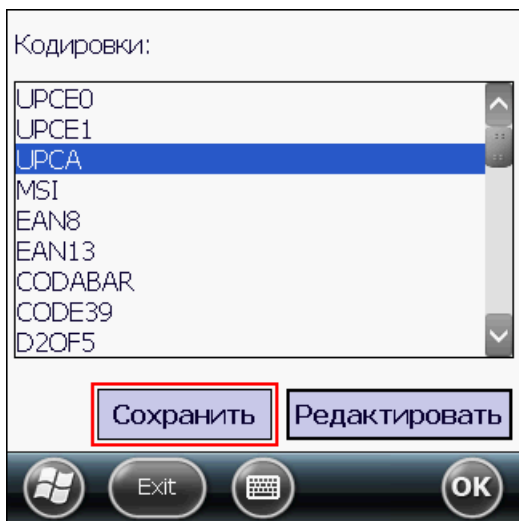 Кодировки:
UPCE0
UPCE1
UPCA
MSI
EAN8
EAN13
CODABAR
CODE39
D2OF5
Сохранить Редактировать
Exit OK